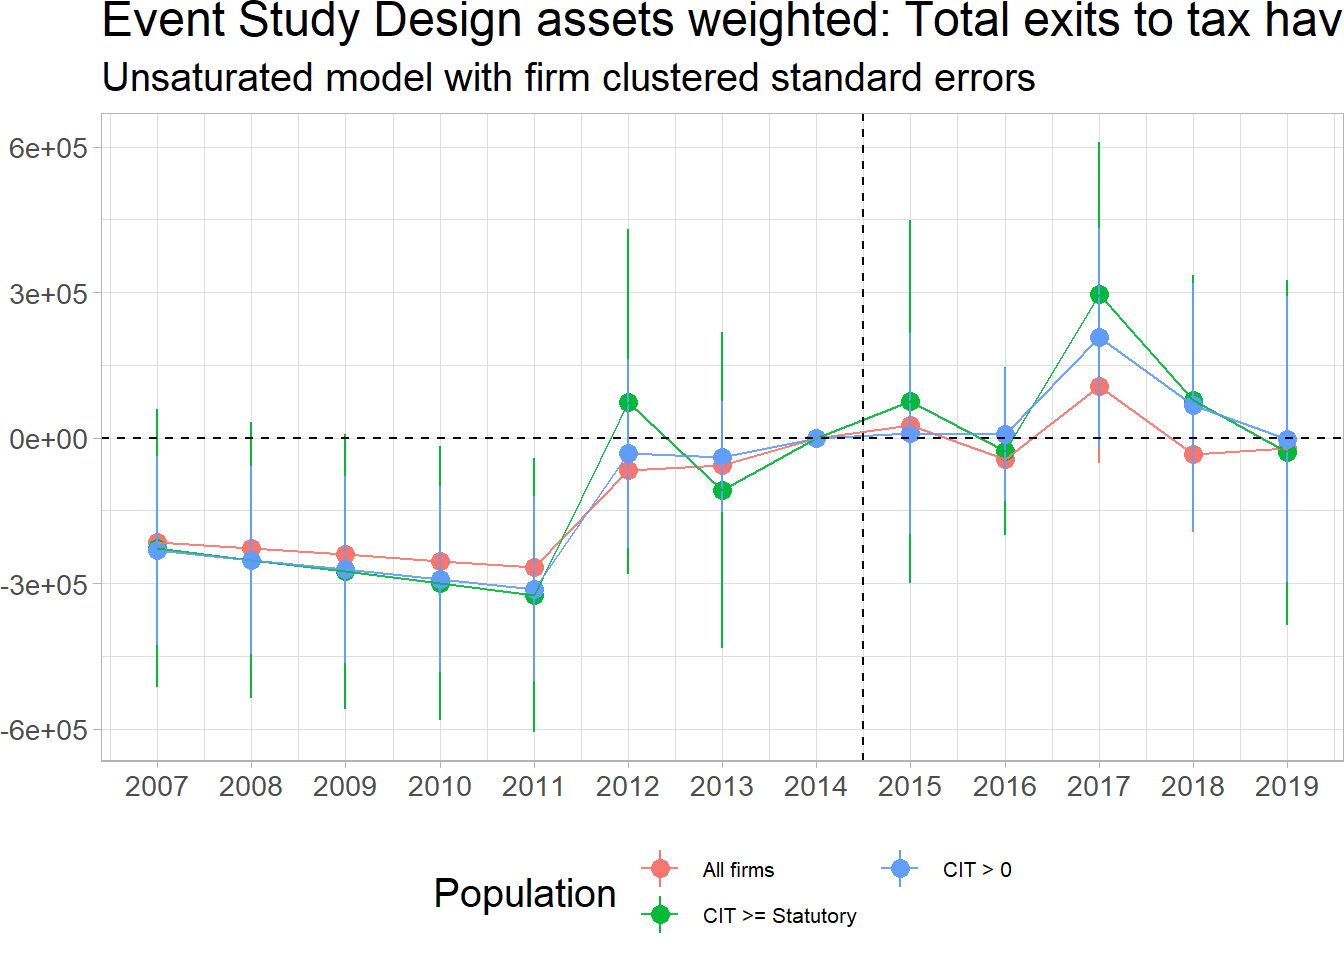 Event Study Design assets weighted: Total exits to tax hav
Unsaturated model with firm clustered standard errors
6e+05
3e+05
0e+00
-3e+05
-6e+05
2007 2008 2009 2010 2011 2012 2013 2014 2015 2016 2017 2018 2019
Population
All firms
CIT > 0
CIT >= Statutory